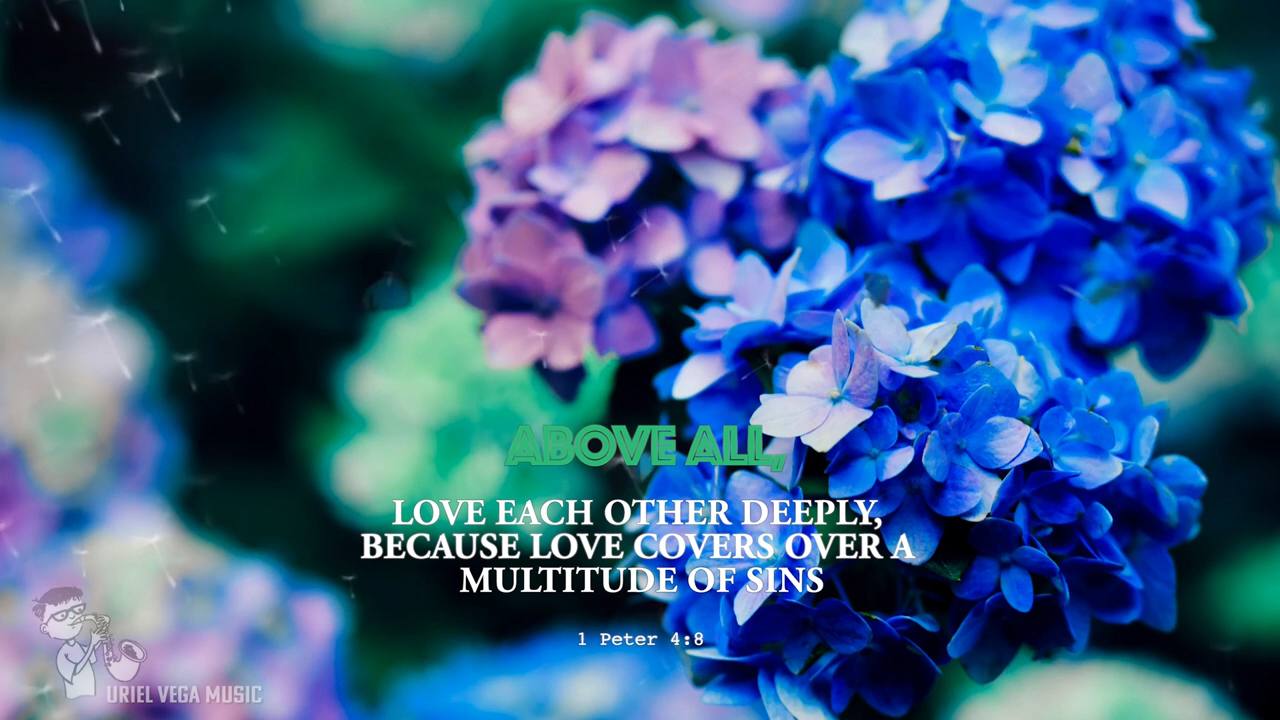 ABOVE ALL,
LOVE EACH OTHER DEEPLY,
BECAUSE LOVE COVERS OVER A
MULTITUDE OF SINS
1 Peter 4:8
URIEL VEGA MUSIC